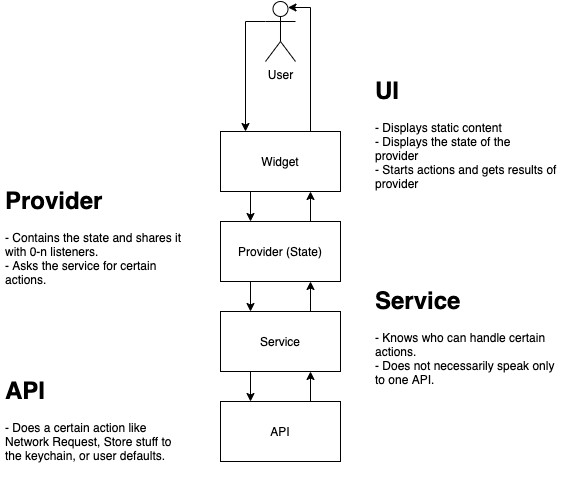 User
UI
- Displays static content
- Displays the state of the
provider
- Starts actions and gets results of
provider
Widget
Provider
- Contains the state and shares it
with 0-n listeners.
- Asks the service for certain
actions.
Provider (State)
Service
- Knows who can handle certain
actions.
- Does not necessarily speak only
to one API.
Service
API
- Does a certain action like
Network Request, Store stuff to
the keychain, or user defaults.
API